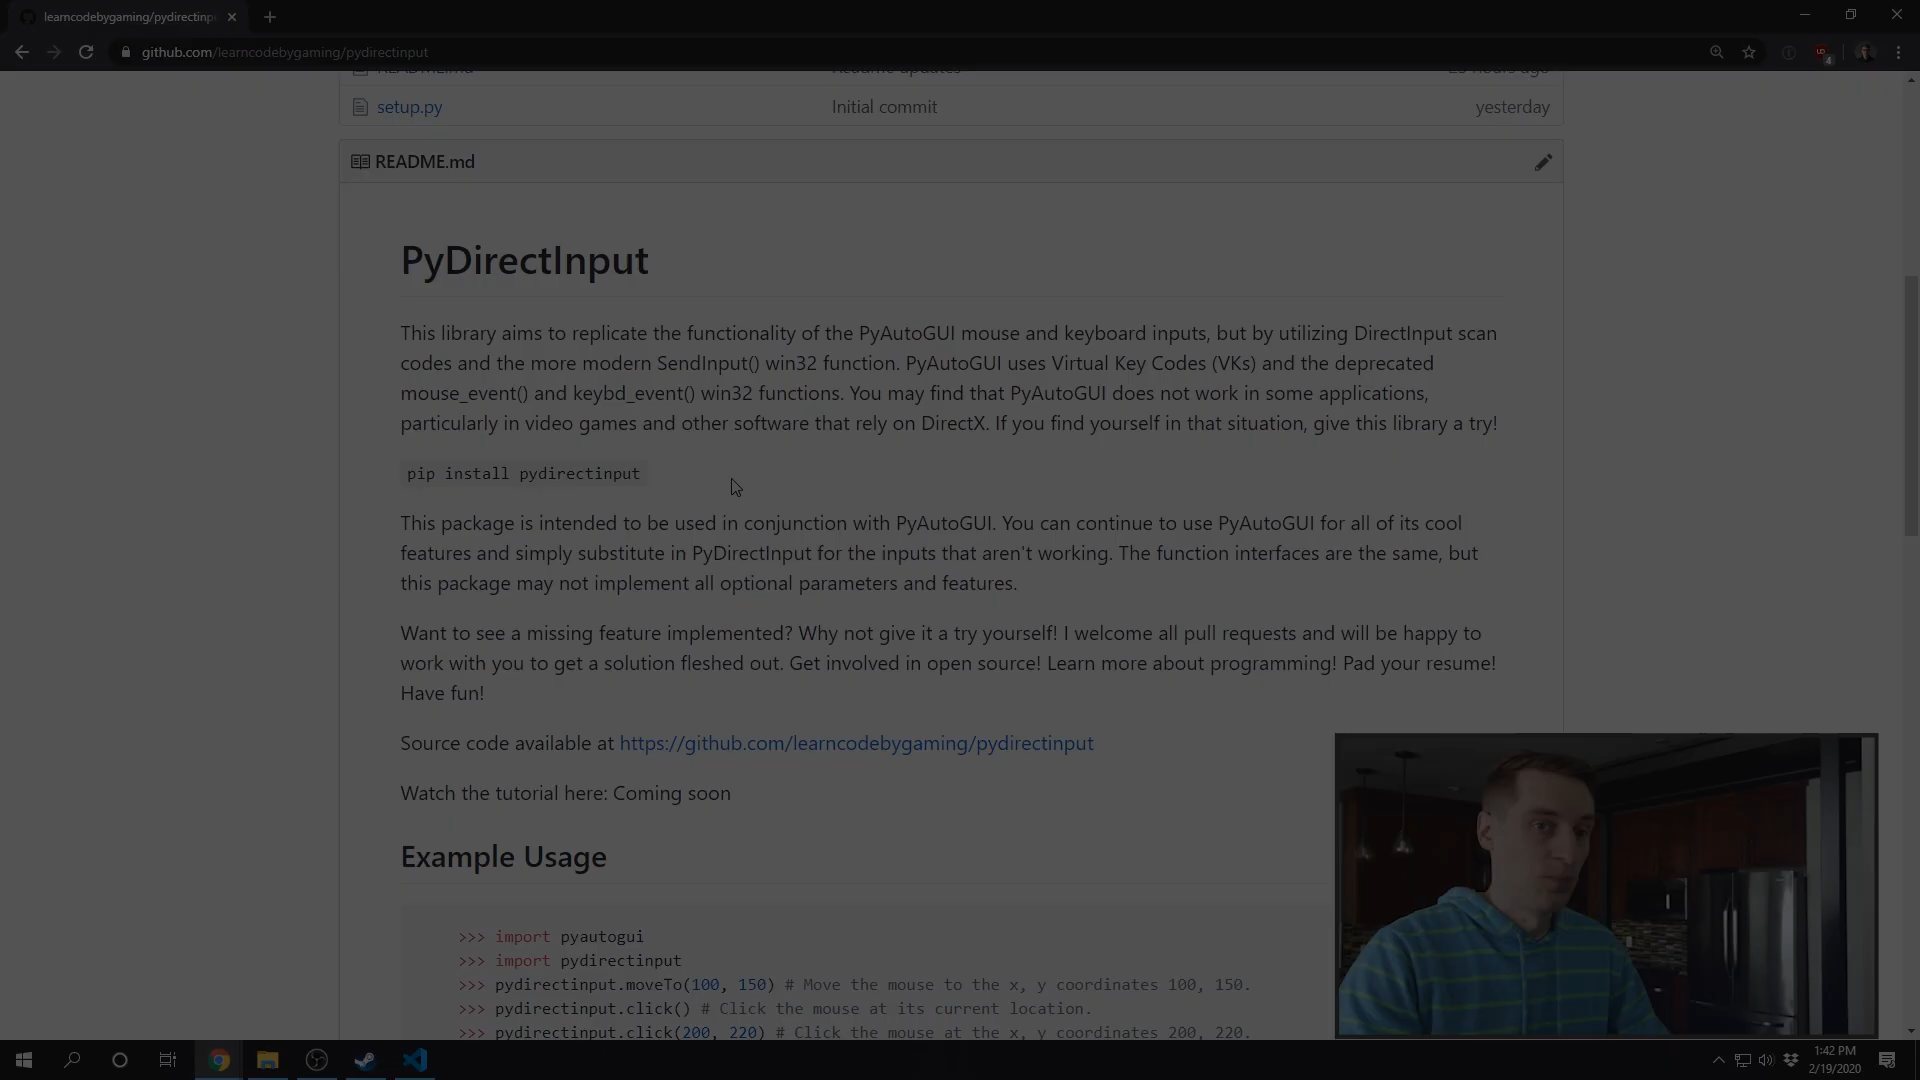 learncodebygaming/pydirectinp
github.com/learncodebygaming/pydirectinput
4
README.md Readme updates 23 hours ago
setup.py Initial commit yesterday
README.md
PyDirectInput
This library aims to replicate the functionality of the PyAutoGUI mouse and keyboard inputs, but by utilizing DirectInput scan
codes and the more modern SendInput() win32 function. PyAutoGUI uses Virtual Key Codes (VKs) and the deprecated
mouse_event() and keybd_event() win32 functions. You may find that PyAutoGUI does not work in some applications,
particularly in video games and other software that rely on DirectX. If you find yourself in that situation, give this library a try!
pip install pydirectinput
This package is intended to be used in conjunction with PyAutoGUI. You can continue to use PyAutoGUI for all of its cool
features and simply substitute in PyDirectInput for the inputs that aren't working. The function interfaces are the same, but
this package may not implement all optional parameters and features.
Want to see a missing feature implemented? Why not give it a try yourself! I welcome all pull requests and will be happy to
work with you to get a solution fleshed out. Get involved in open source! Learn more about programming! Pad your resume!
Have fun!
Source code available at https://github.com/learncodebygaming/pydirectinput
Watch the tutorial here: Coming soon
Example Usage
>>> import pyautogui
>>> import pydirectinput
>>> pydirectinput.moveTo(100, 150) # Move the mouse to the x, y coordinates 100, 150.
>>> pydirectinput.click() # Click the mouse at its current location.
>>> pydirectinput.click(200, 220) # Click the mouse at the x, y coordinates 200, 220.
1:42 PM
2/19/2020